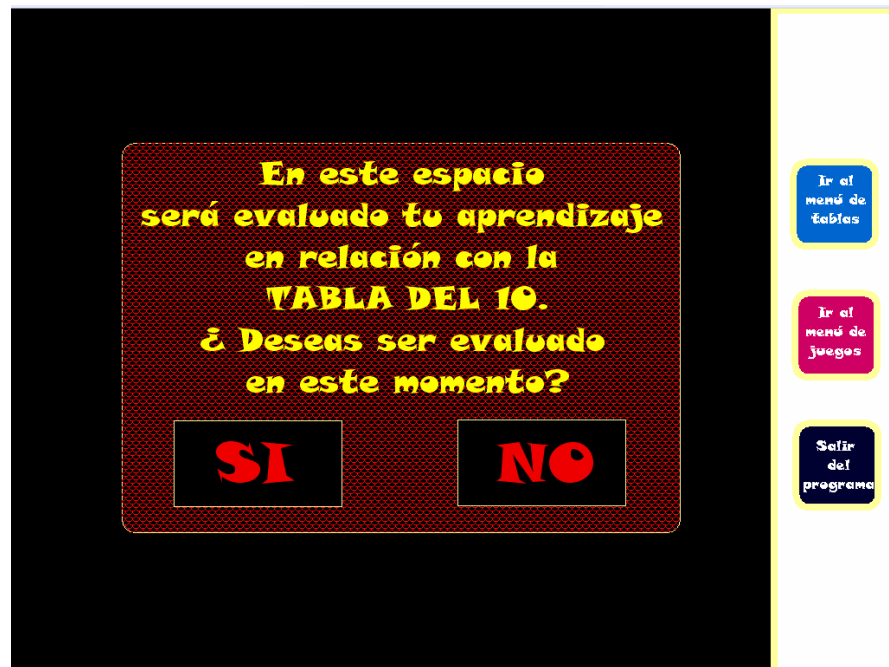 En este espacio
será evaluado tu aprendizaje
en relación con la
TABLA DEL 10.
¿ Deseas ser evaluado
en este momento?
SI
NO
Ir al
menú de
tablas
Ir al
menú de
juegos
Salir
del
programa